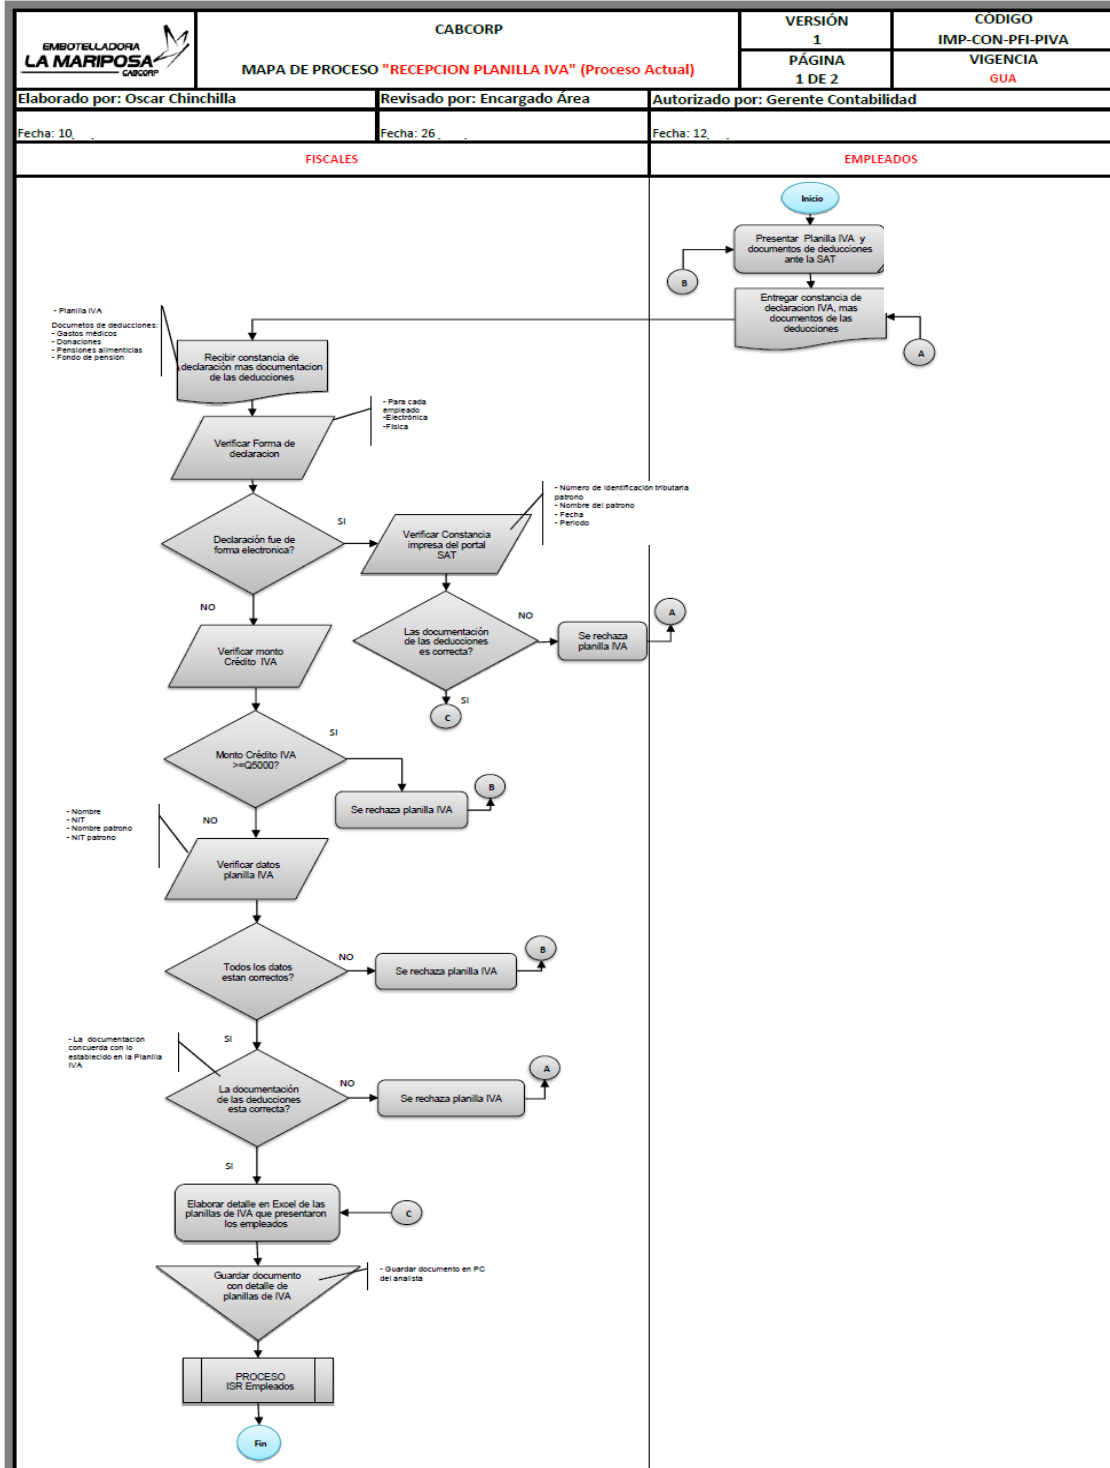 EMBOTELLADORA
LA MARIPOSA
CABCORP
CABCORP
MAPA DE PROCESO "RECEPCION PLANILLA IVA" (Proceso Actual)
VERSIÓN
1
CÓDIGO
IMP-CON-PFI-PIVA
PÁGINA
1 DE 2
VIGENCIA
GUA
Elaborado por: Oscar Chinchilla
Revisado por: Encargado Área
Autorizado por: Gerente Contabilidad
Fecha: 10
Fecha: 26
Fecha: 12
FISCALES
EMPLEADOS
Inicio
Presentar Planilla IVA y
documentos de deducciones
ante la SAT
B
Entregar constancia de
declaracion IVA, mas
documentos de las
deducciones
A
- Planilla IVA
Documetos de deducciones:
- Gastos médicos
- Donaciones
- Pensiones alimenticias
- Fondo de pensión
Recibir constancia de
declaración mas documentacion
de las deducciones
- Para cada
empleado
-Electrónica
-Física
Verificar Forma de
declaracion
- Número de identificación tributaria
patrono
- Nombre del patrono
- Fecha
- Periodo
Declaración fue de
forma electronica?
SI
Verificar Constancia
impresa del portal
SAT
NO
Las documentación
de las deducciones
es correcta?
NO
Se rechaza
planilla IVA
A
SI
C
Verificar monto
Crédito IVA
Monto Crédito IVA
>=Q5000?
SI
Se rechaza planilla IVA
B
NO
- Nombre
- NIT
- Nombre patrono
- NIT patrono
Verificar datos
planilla IVA
Todos los datos
estan correctos?
NO
Se rechaza planilla IVA
B
SI
- La documentación
concuerda con lo
establecido en la Planilla
IVA
La documentación
de las deducciones
esta correcta?
NO
Se rechaza planilla IVA
A
SI
Elaborar detalle en Excel de las
planillas de IVA que presentaron
los empleados
C
Guardar documento
con detalle de
planillas de IVA
- Guardar documento en PC
del analista
PROCESO
ISR Empleados
Fin